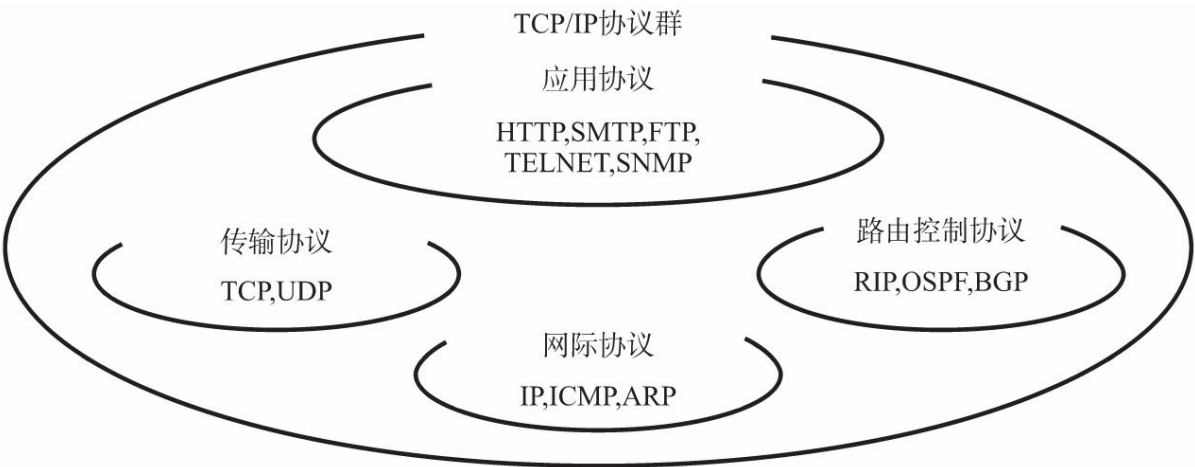 TCP/IP协议群
应用协议
HTTP,SMTP,FTP,
TELNET,SNMP
传输协议
TCP,UDP
路由控制协议
RIP,OSPF,BGP
网际协议
IP,ICMP,ARP